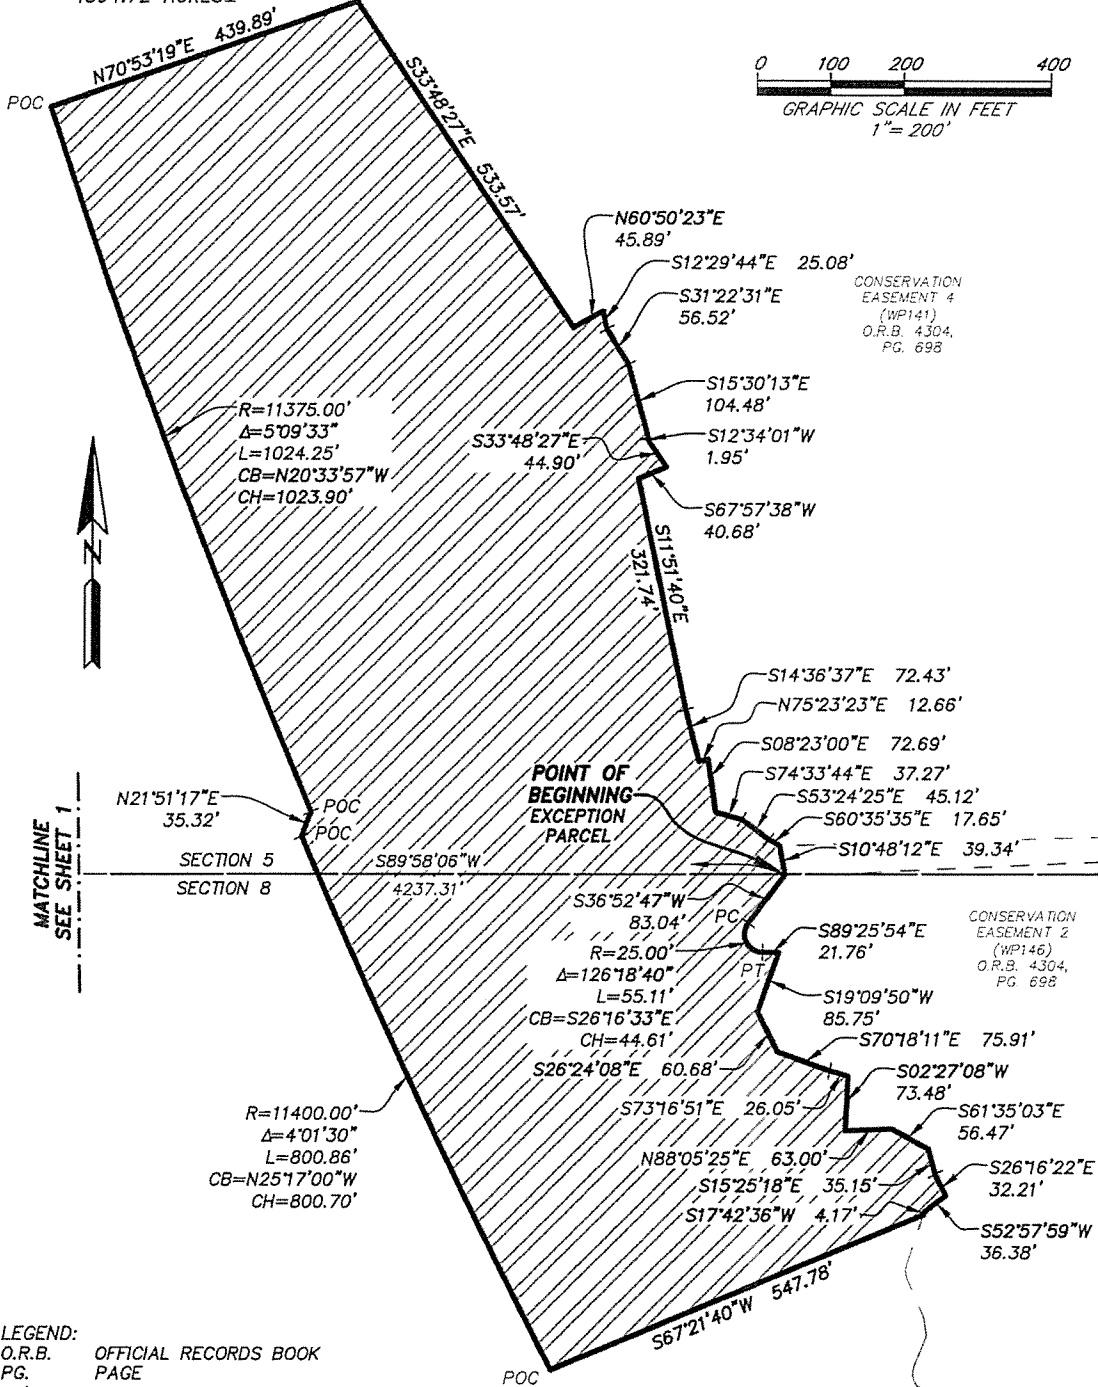 N70°53'19"E 439.89'
POC
S33°48'27"E 533.57'
0 100 200 400
GRAPHIC SCALE IN FEET
1"= 200'
N60°50'23"E
45.89'
S12°29'44"E 25.08'
S31°22'31"E
56.52'
CONSERVATION
EASEMENT 4
(WP141)
O.R.B. 4304,
PG. 698
S15°30'13"E
104.48'
R=11375.00'
Δ=5°09'33"
L=1024.25'
CB=N20°33'57"W
CH=1023.90'
S33°48'27"E
44.90'
S12°34'01"W
1.95'
S67°57'38"W
40.68'
N
S11°51'40"E
321.74'
S14°36'37"E 72.43'
N75°23'23"E 12.66'
S08°23'00"E 72.69'
POINT OF
BEGINNING
EXCEPTION
PARCEL
S74°33'44"E 37.27'
S53°24'25"E 45.12'
S60°35'35"E 17.65'
S10°48'12"E 39.34'
N21°51'17"E
35.32'
POC
POC
MATCHLINE
SEE SHEET 1
SECTION 5
SECTION 8
S89°58'06"W
4237.31'
S36°52'47"W
83.04'
PC
R=25.00'
Δ=126°18'40"
L=55.11'
CB=S26°16'33"E
CH=44.61'
PT
S89°25'54"E
21.76'
CONSERVATION
EASEMENT 2
(WP146)
O.R.B. 4304,
PG. 698
S19°09'50"W
85.75'
S70°18'11"E 75.91'
S26°24'08"E 60.68'
S02°27'08"W
73.48'
S73°16'51"E 26.05'
S61°35'03"E
56.47'
R=11400.00'
Δ=4°01'30"
L=800.86'
CB=N25°17'00"W
CH=800.70'
N88°05'25"E 63.00'
S15°25'18"E 35.15'
S26°16'22"E
32.21'
S17°42'36"W 4.17'
S52°57'59"W
36.38'
S67°21'40"W 547.78'
POC
LEGEND:
O.R.B. OFFICIAL RECORDS BOOK
PG. PAGE